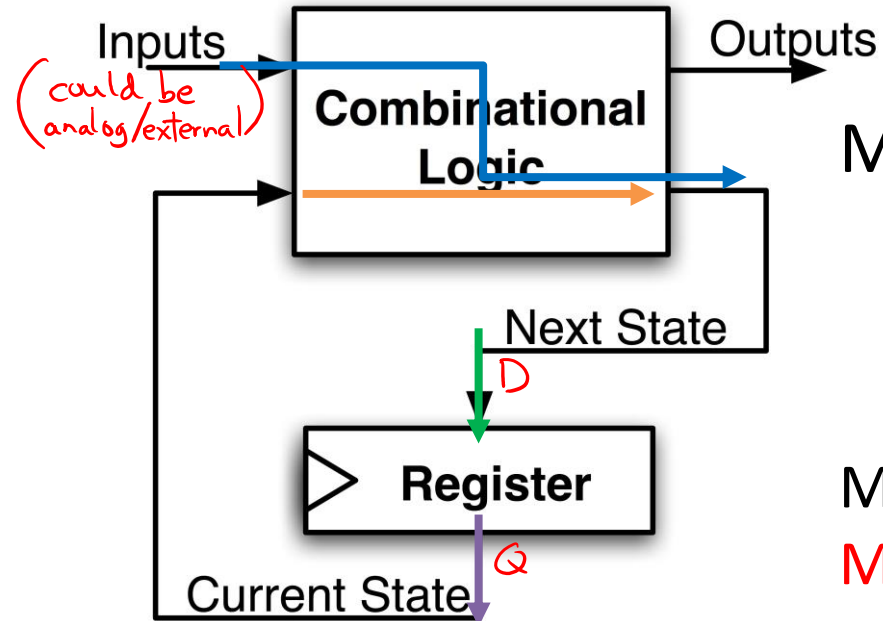 Inputs
(could be
analog/external)
Outputs
Combinational
Logic
M
Next State
D
Register
M
Q
M
Current State